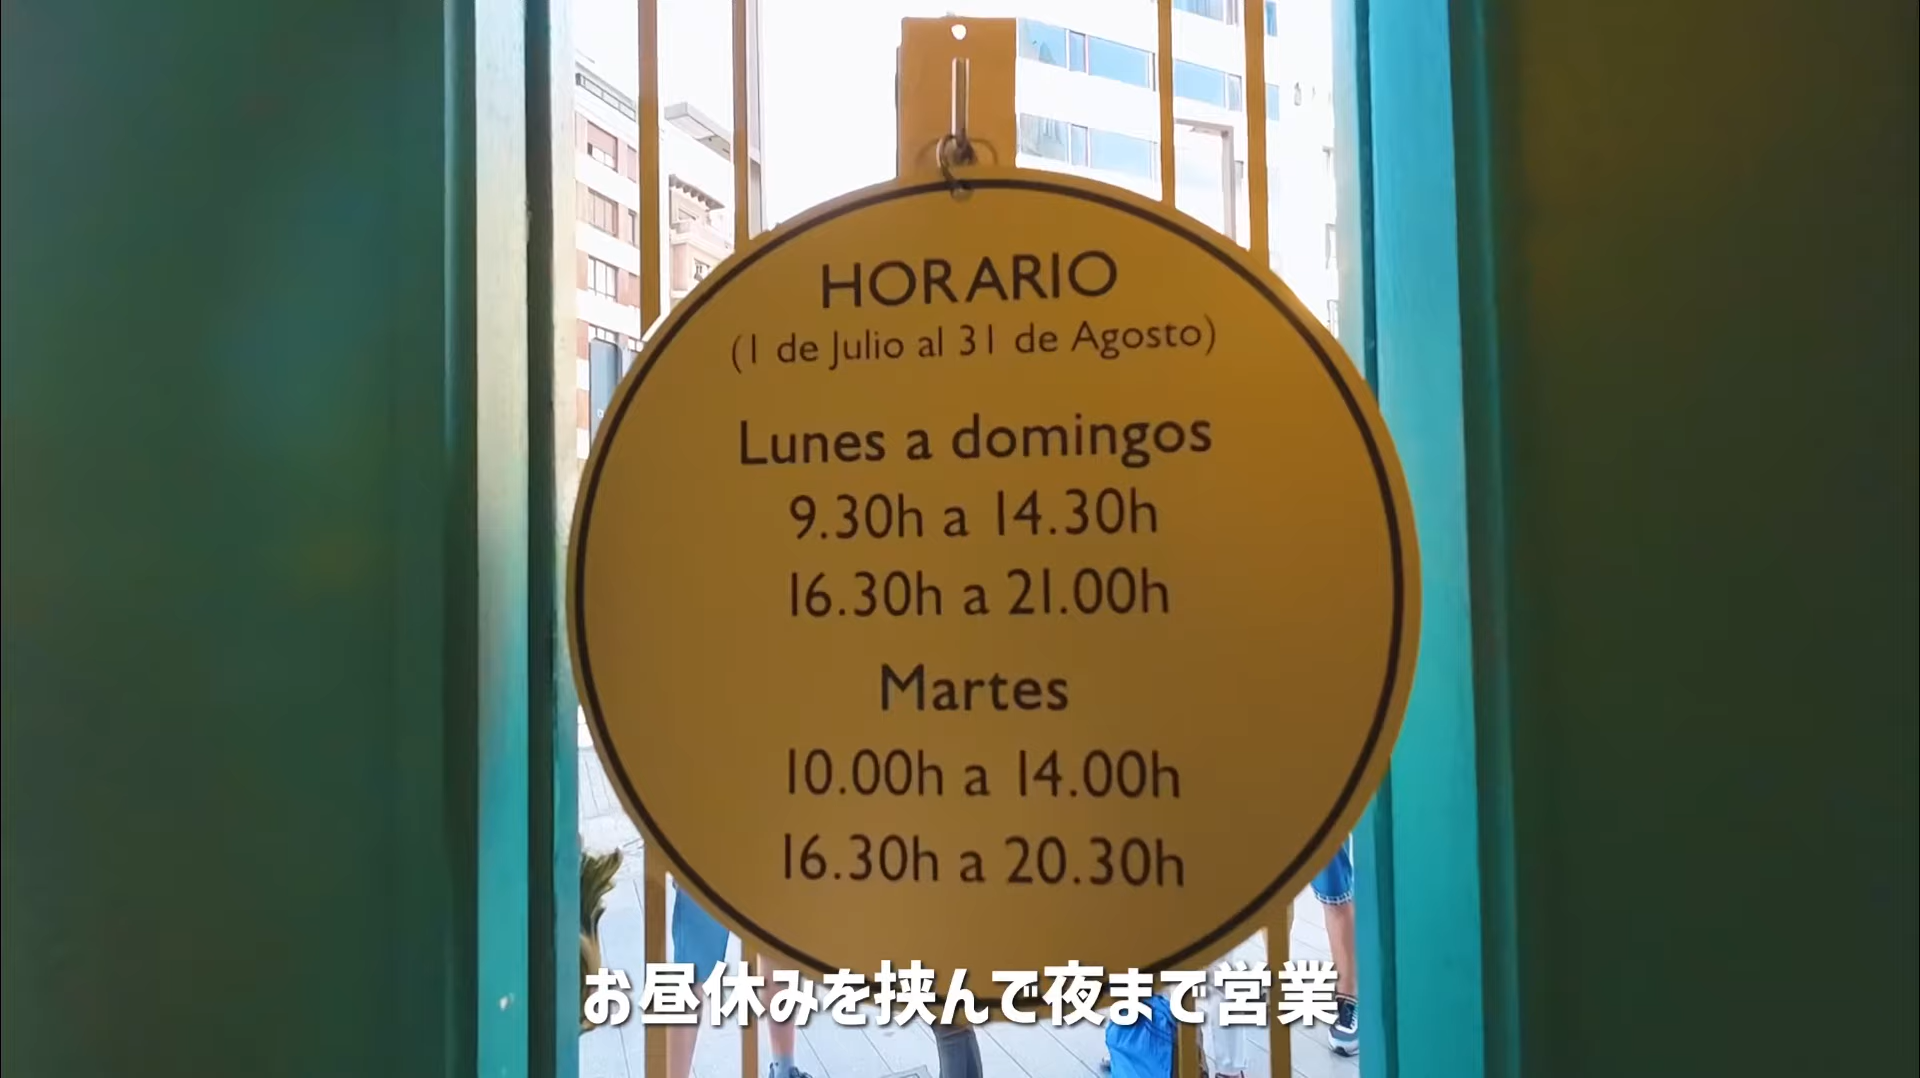 HORARIO
(1 de Julio al 31 de Agosto)
Lunes a domingos
9.30h a 14.30h
16.30h a 21.00h
Martes
10.00h a 14.00h
16.30h a 20.30h
お昼休みを挟んで夜まで営業